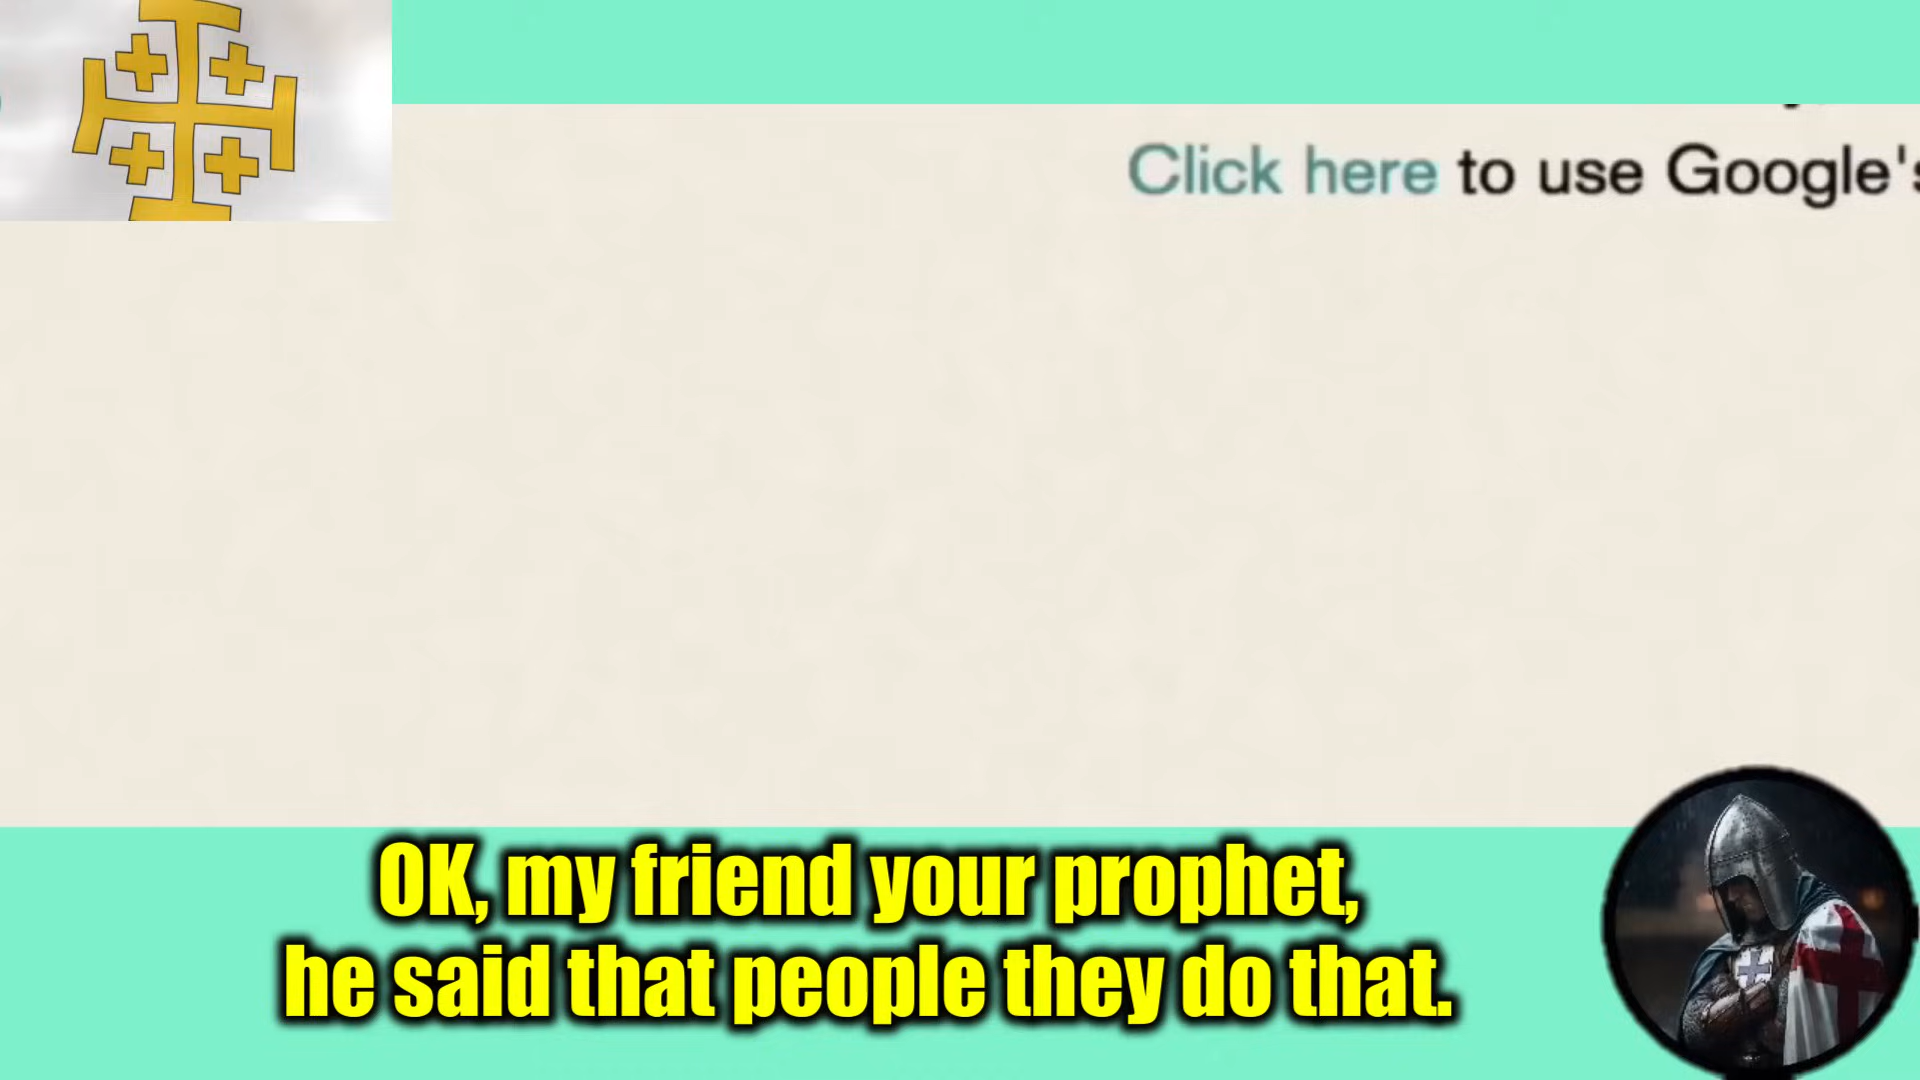 Click here to use Google's
OK, my friend your prophet,
he said that people they do that.